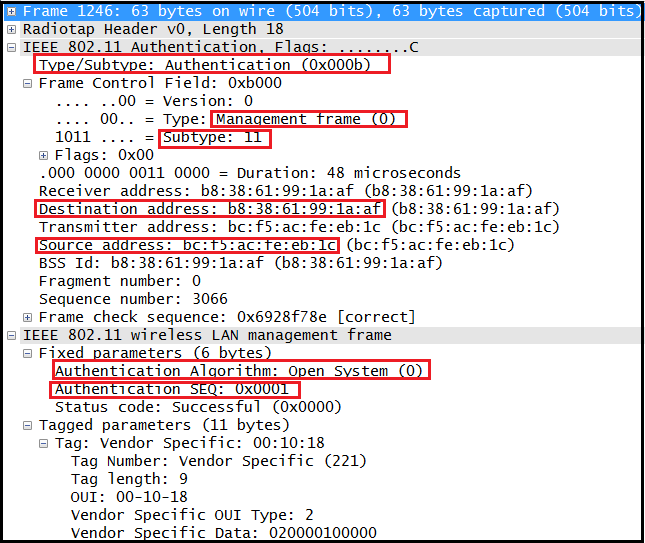 Frame 1246: 63 bytes on wire (504 bits), 63 bytes captured (504 bits)
Radiotap Header v0, Length 18
IEEE 802.11 Authentication, Flags: ........C
Type/Subtype: Authentication (0x000b)
Frame Control Field: 0xb000
.... ..00 = Version: 0
.... 00.. = Type: Management frame (0)
1011 .... = Subtype: 11
Flags: 0x00
.000 0000 0011 0000 = Duration: 48 microseconds
Receiver address: b8:38:61:99:1a:af (b8:38:61:99:1a:af)
Destination address: b8:38:61:99:1a:af (b8:38:61:99:1a:af)
Transmitter address: bc:f5:ac:fe:eb:1c (bc:f5:ac:fe:eb:1c)
Source address: bc:f5:ac:fe:eb:1c (bc:f5:ac:fe:eb:1c)
BSS Id: b8:38:61:99:1a:af (b8:38:61:99:1a:af)
Fragment number: 0
Sequence number: 3066
Frame check sequence: 0x6928f78e [correct]
IEEE 802.11 wireless LAN management frame
Fixed parameters (6 bytes)
Authentication Algorithm: Open System (0)
Authentication SEQ: 0x0001
Status code: Successful (0x0000)
Tagged parameters (11 bytes)
Tag: Vendor Specific: 00:10:18
Tag Number: Vendor Specific (221)
Tag length: 9
OUI: 00-10-18
Vendor Specific OUI Type: 2
Vendor Specific Data: 020000100000